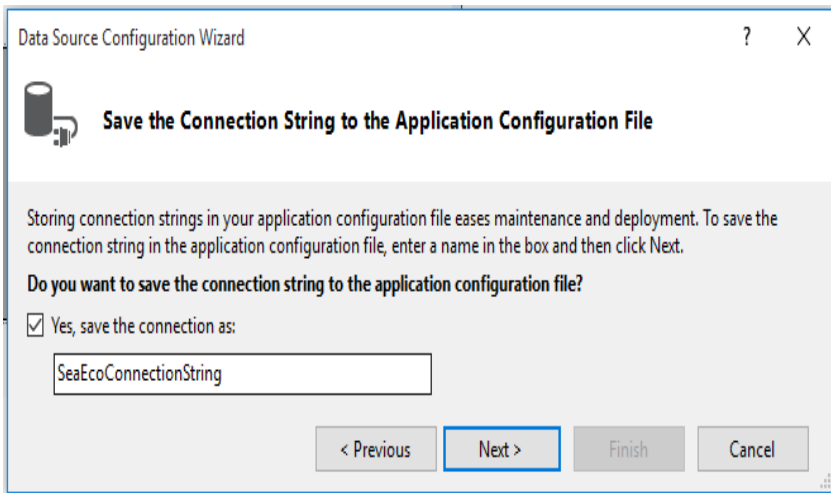 Data Source Configuration Wizard
?
X
Save the Connection String to the Application Configuration File
Storing connection strings in your application configuration file eases maintenance and deployment. To save the
connection string in the application configuration file, enter a name in the box and then click Next.
Do you want to save the connection string to the application configuration file?
Yes, save the connection as:
SeaEcoConnectionString
< Previous
Next >
Finish
Cancel